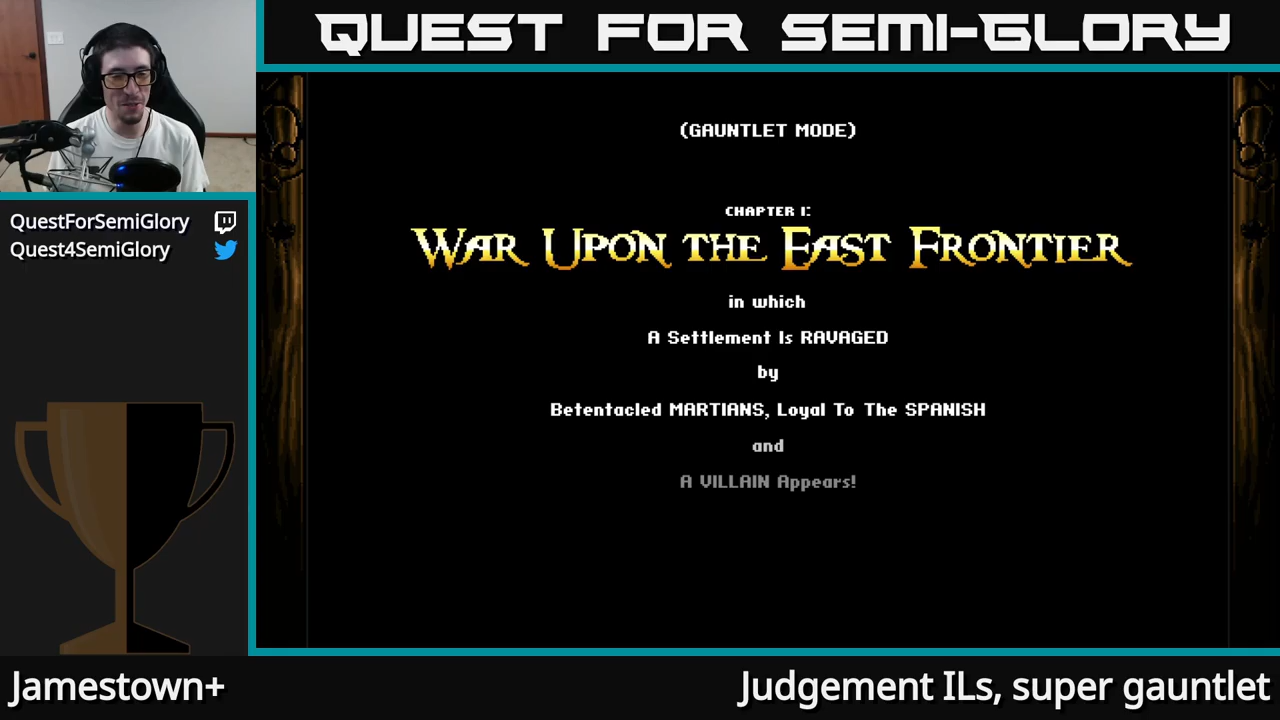 QUEST FOR SEMI-GLORY
QuestForSemiGlory
Quest4SemiGlory
(GAUNTLET MODE)
CHAPTER I:
WAR UPON THE EAST FRONTIER
in which
A Settlement Is RAVAGED
by
Betentacled MARTIANS, Loyal To The SPANISH
and
A VILLAIN Appears!
Jamestown+
Judgement ILs, super gauntlet